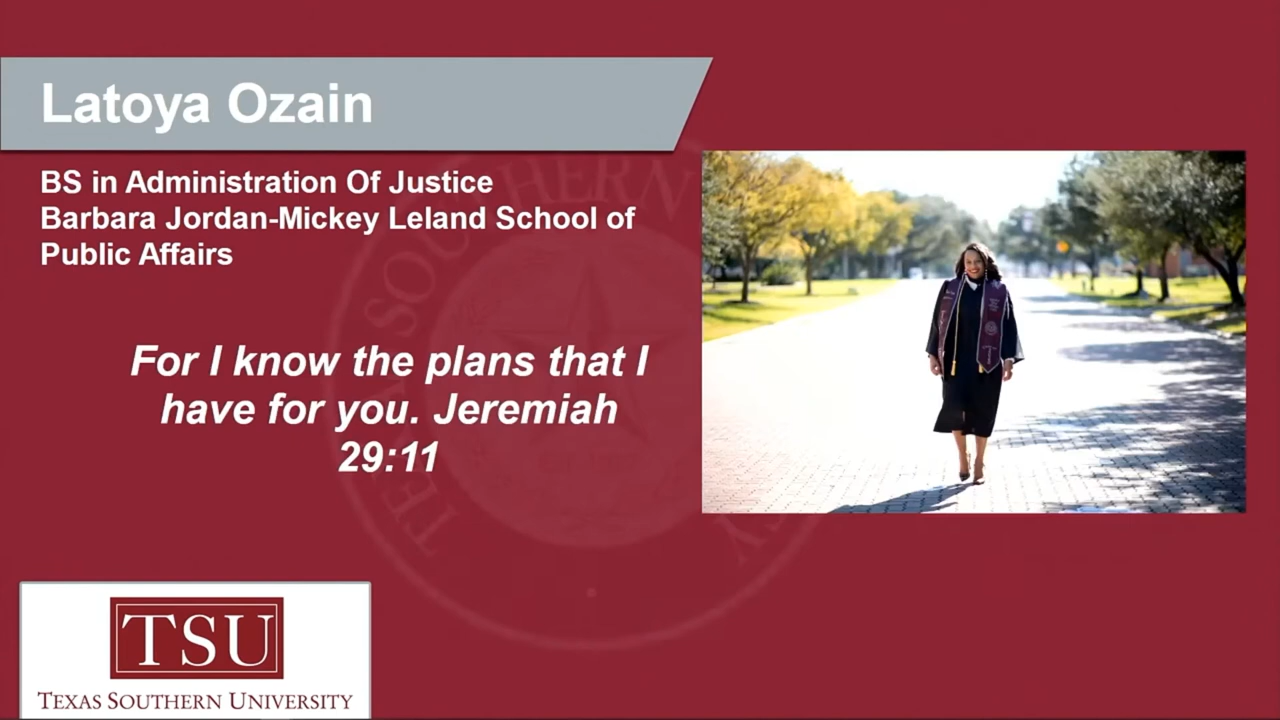 Latoya Ozain
BS in Administration Of Justice
Barbara Jordan-Mickey Leland School of
Public Affairs
For I know the plans that I
have for you. Jeremiah
29:11
TSU
TEXAS SOUTHERN UNIVERSITY